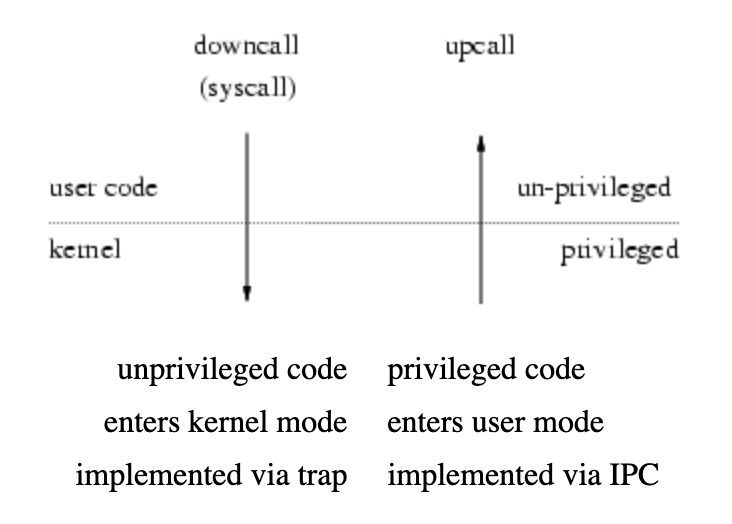 downcall upcall
(syscall)
user code un-privileged
kernel privileged
unprivileged code privileged code
enters kernel mode enters user mode
implemented via trap implemented via IPC